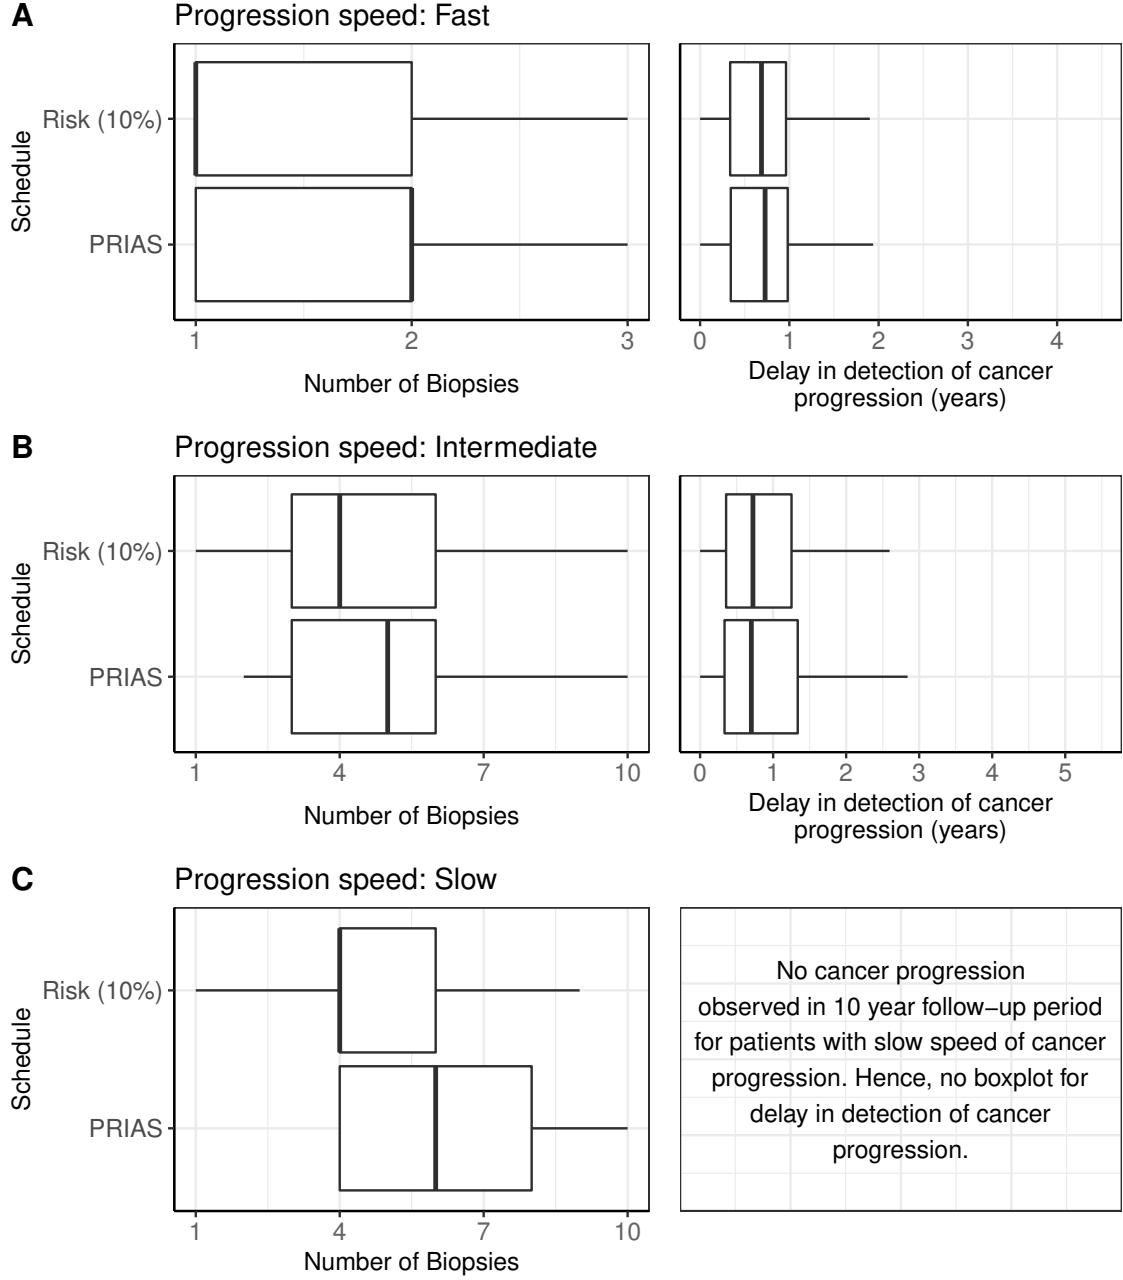 A
Progression speed: Fast
Schedule
Risk (10%)
PRIAS
1 2 3
Number of Biopsies
0 1 2 3 4
Delay in detection of cancer
progression (years)
B
Progression speed: Intermediate
Schedule
Risk (10%)
PRIAS
1 4 7 10
Number of Biopsies
0 1 2 3 4 5
Delay in detection of cancer
progression (years)
C
Progression speed: Slow
Schedule
Risk (10%)
PRIAS
1 4 7 10
Number of Biopsies
No cancer progression
observed in 10 year follow−up period
for patients with slow speed of cancer
progression. Hence, no boxplot for
delay in detection of cancer
progression.